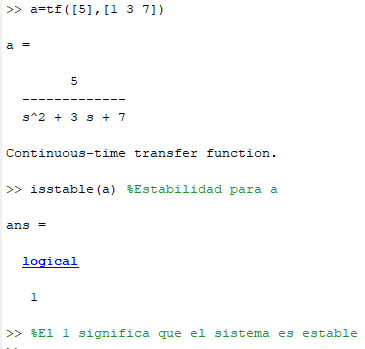 >> a=tf([5],[1 3 7])
a =
5
-------------
s^2 + 3 s + 7
Continuous-time transfer function.
>> isstable(a) %Estabilidad para a
ans =
logical
1
>> %El 1 significa que el sistema es estable
>>